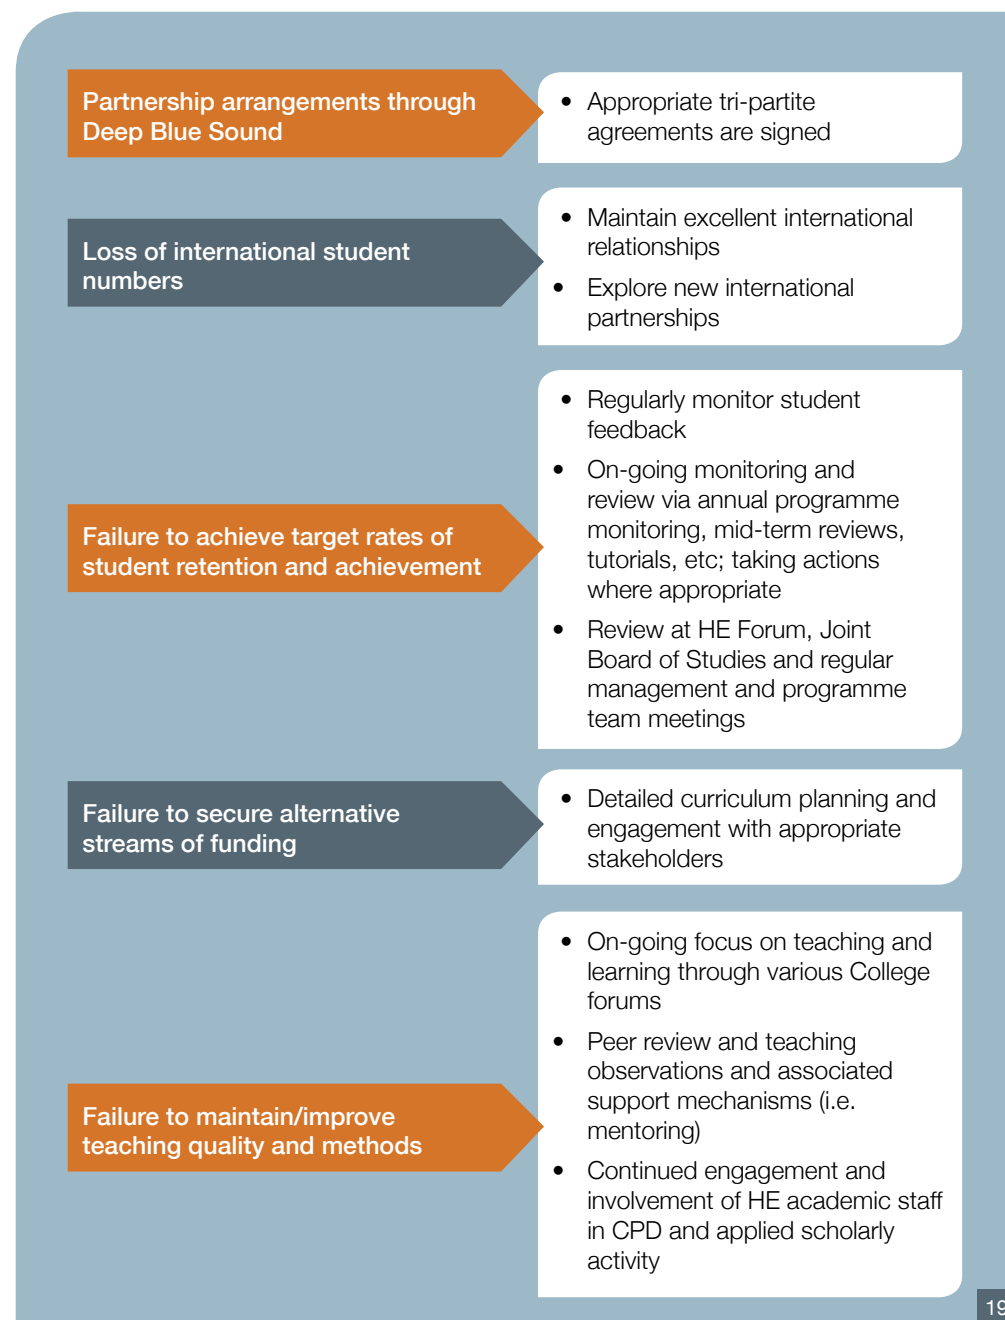 Partnership arrangements through
Deep Blue Sound
• Appropriate tri-partite
agreements are signed
Loss of international student
numbers
• Maintain excellent international
relationships
• Explore new international
partnerships
Failure to achieve target rates of
student retention and achievement
• Regularly monitor student
feedback
• On-going monitoring and
review via annual programme
monitoring, mid-term reviews,
tutorials, etc; taking actions
where appropriate
• Review at HE Forum, Joint
Board of Studies and regular
management and programme
team meetings
Failure to secure alternative
streams of funding
• Detailed curriculum planning and
engagement with appropriate
stakeholders
Failure to maintain/improve
teaching quality and methods
• On-going focus on teaching and
learning through various College
forums
• Peer review and teaching
observations and associated
support mechanisms (i.e.
mentoring)
• Continued engagement and
involvement of HE academic staff
in CPD and applied scholarly
activity
19